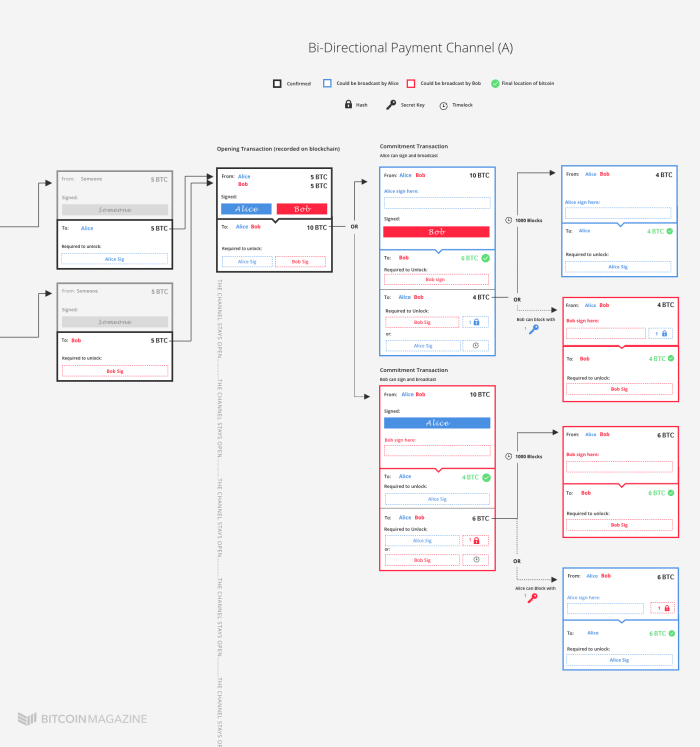 Bi-Directional Payment Channel (A)
Confirmed
Could be broadcast by Alice
Could be broadcast by Bob
Final location of bitcoin
Hash
Secret Key
Timelock
From: Someone 5 BTC
Signed:
Someone
To: Alice 5 BTC
Required to unlock:
Alice Sig
From: Someone 5 BTC
Signed:
Someone
To: Bob 5 BTC
Required to unlock:
Bob Sig
Opening Transaction (recorded on blockchain)
From: Alice 5 BTC
Bob 5 BTC
Signed:
Alice Bob
To: Alice Bob 10 BTC
Required to unlock:
Alice Sig Bob Sig
THE CHANNEL STAYS OPEN..........THE CHANNEL STAYS OPEN..........THE CHANNEL STAYS OPEN..........THE CHANNEL STAYS OPEN..........THE CHANNEL STAYS
OR
Commitment Transaction
Alice can sign and broadcast
From: Alice Bob 10 BTC
Alice sign here:
Signed:
Bob
To: Bob 6 BTC
Required to Unlock:
Bob sign
To: Alice Bob 4 BTC
Required to Unlock:
Bob Sig 1
or:
Alice Sig
Commitment Transaction
Bob can sign and broadcast
From: Alice Bob 10 BTC
Signed:
Alice
Bob sign here:
To: Alice 4 BTC
Required to unlock:
Alice Sig
To: Alice Bob 6 BTC
Required to Unlock:
Alice Sig 1
or:
Bob Sig
1000 Blocks
OR
Bob can block with
1
From: Alice Bob 4 BTC
Alice sign here:
To: Alice 4 BTC
Required to unlock:
Alice Sig
From: Alice Bob 4 BTC
Bob sign here:
1
To: Bob 4 BTC
Required to unlock:
Bob Sig
1000 Blocks
OR
Alice can Block with
1
From: Alice Bob 6 BTC
Bob sign here:
To: Bob 6 BTC
Required to unlock:
Bob Sig
From: Alice Bob 6 BTC
Alice sign here:
1
To: Alice 6 BTC
Required to unlock:
Alice Sig
BITCOINMAGAZINE